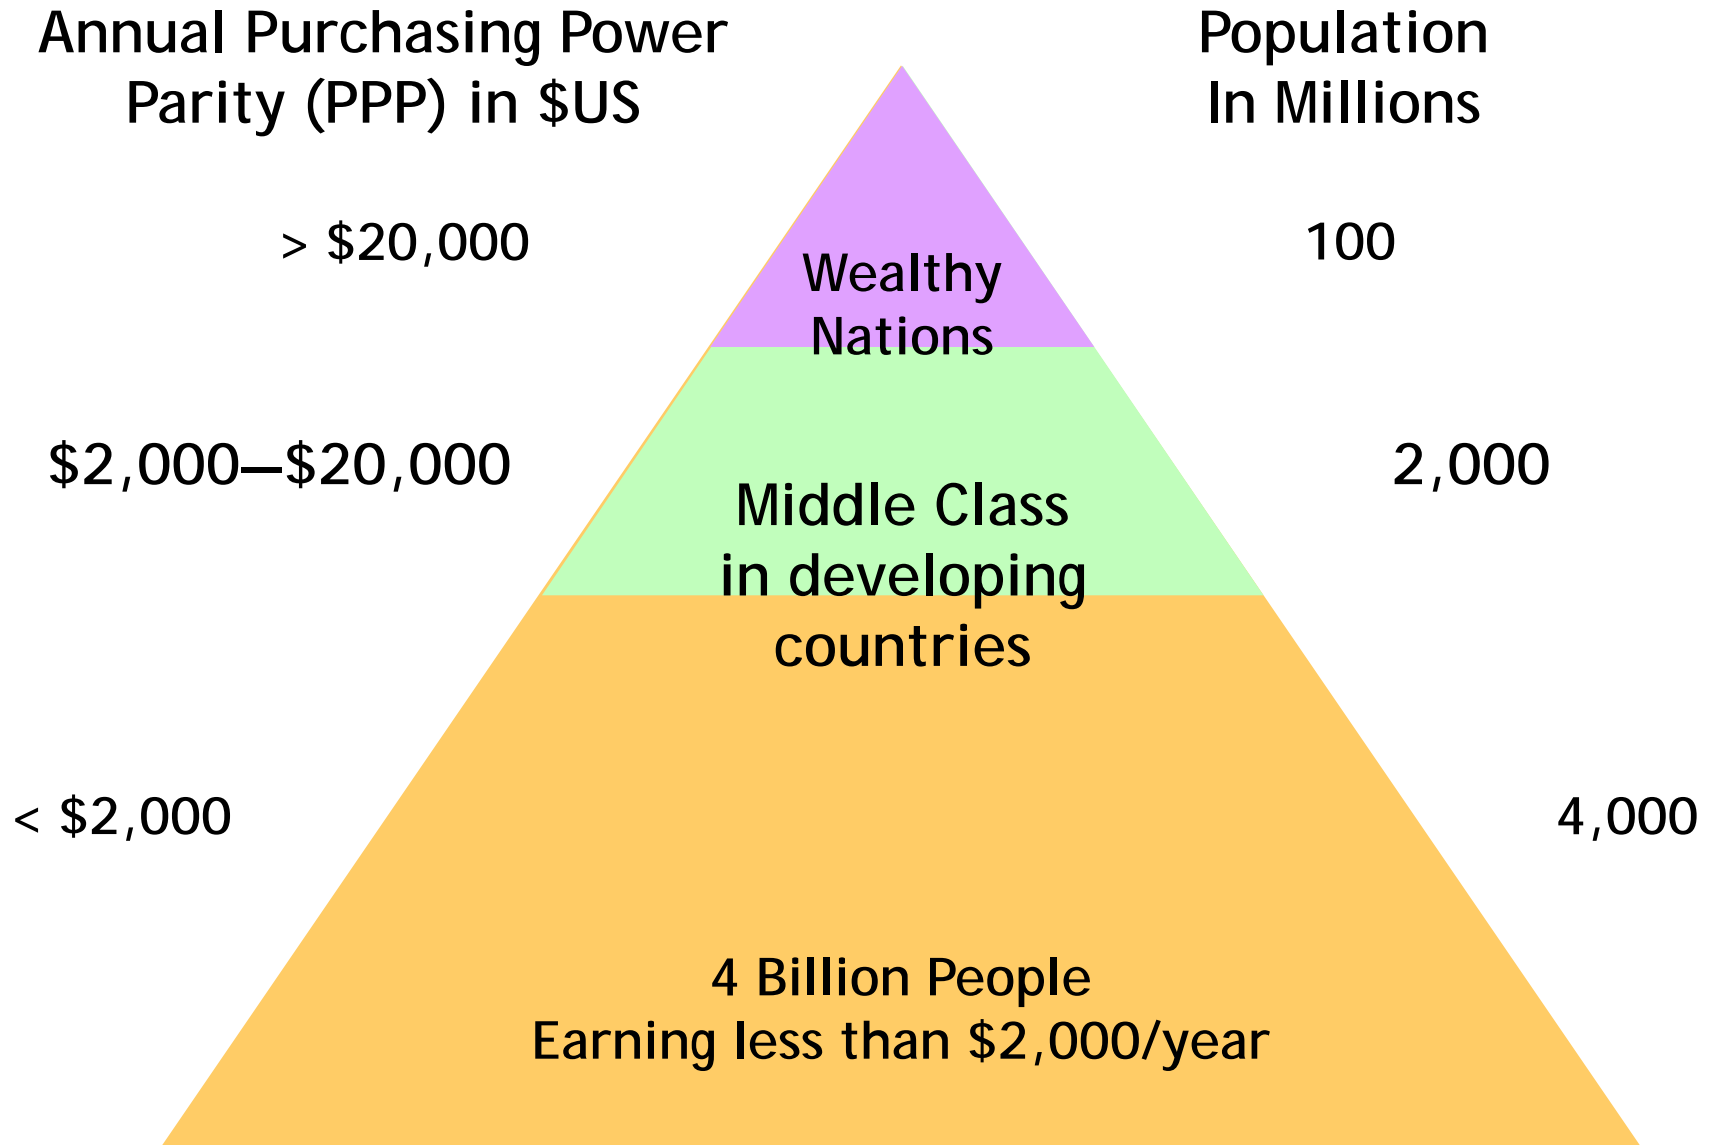 Annual Purchasing Power
Parity (PPP) in $US
Population
In Millions
> $20,000
Wealthy
Nations
100
$2,000—$20,000
Middle Class
in developing
countries
2,000
< $2,000
4,000
4 Billion People
Earning less than $2,000/year